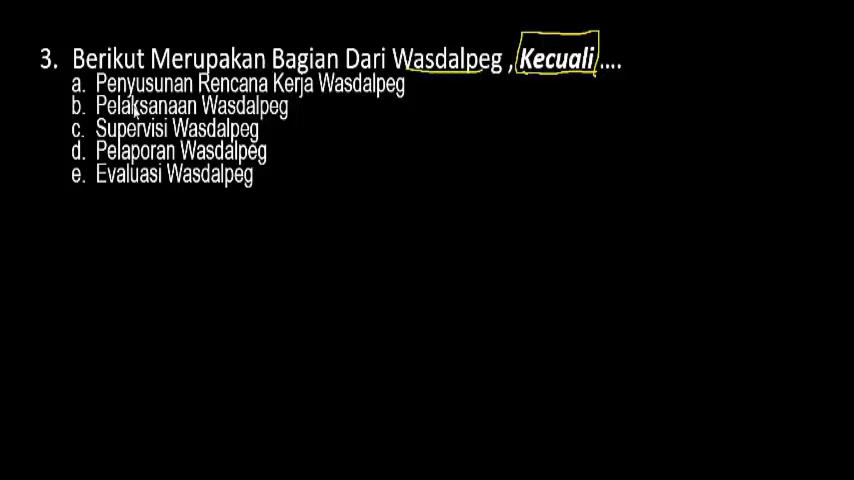 3. Berikut Merupakan Bagian Dari Wasdalpeg , Kecuali ....
a. Penyusunan Rencana Kerja Wasdalpeg
b. Pelaksanaan Wasdalpeg
c. Supervisi Wasdalpeg
d. Pelaporan Wasdalpeg
e. Evaluasi Wasdalpeg